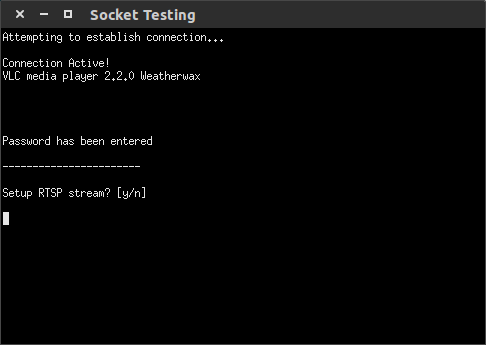 Socket Testing
Attempting to establish connection...
Connection Active!
VLC media player 2.2.0 Weatherwax
Password has been entered
-----------------------
Setup RTSP stream? [y/n]